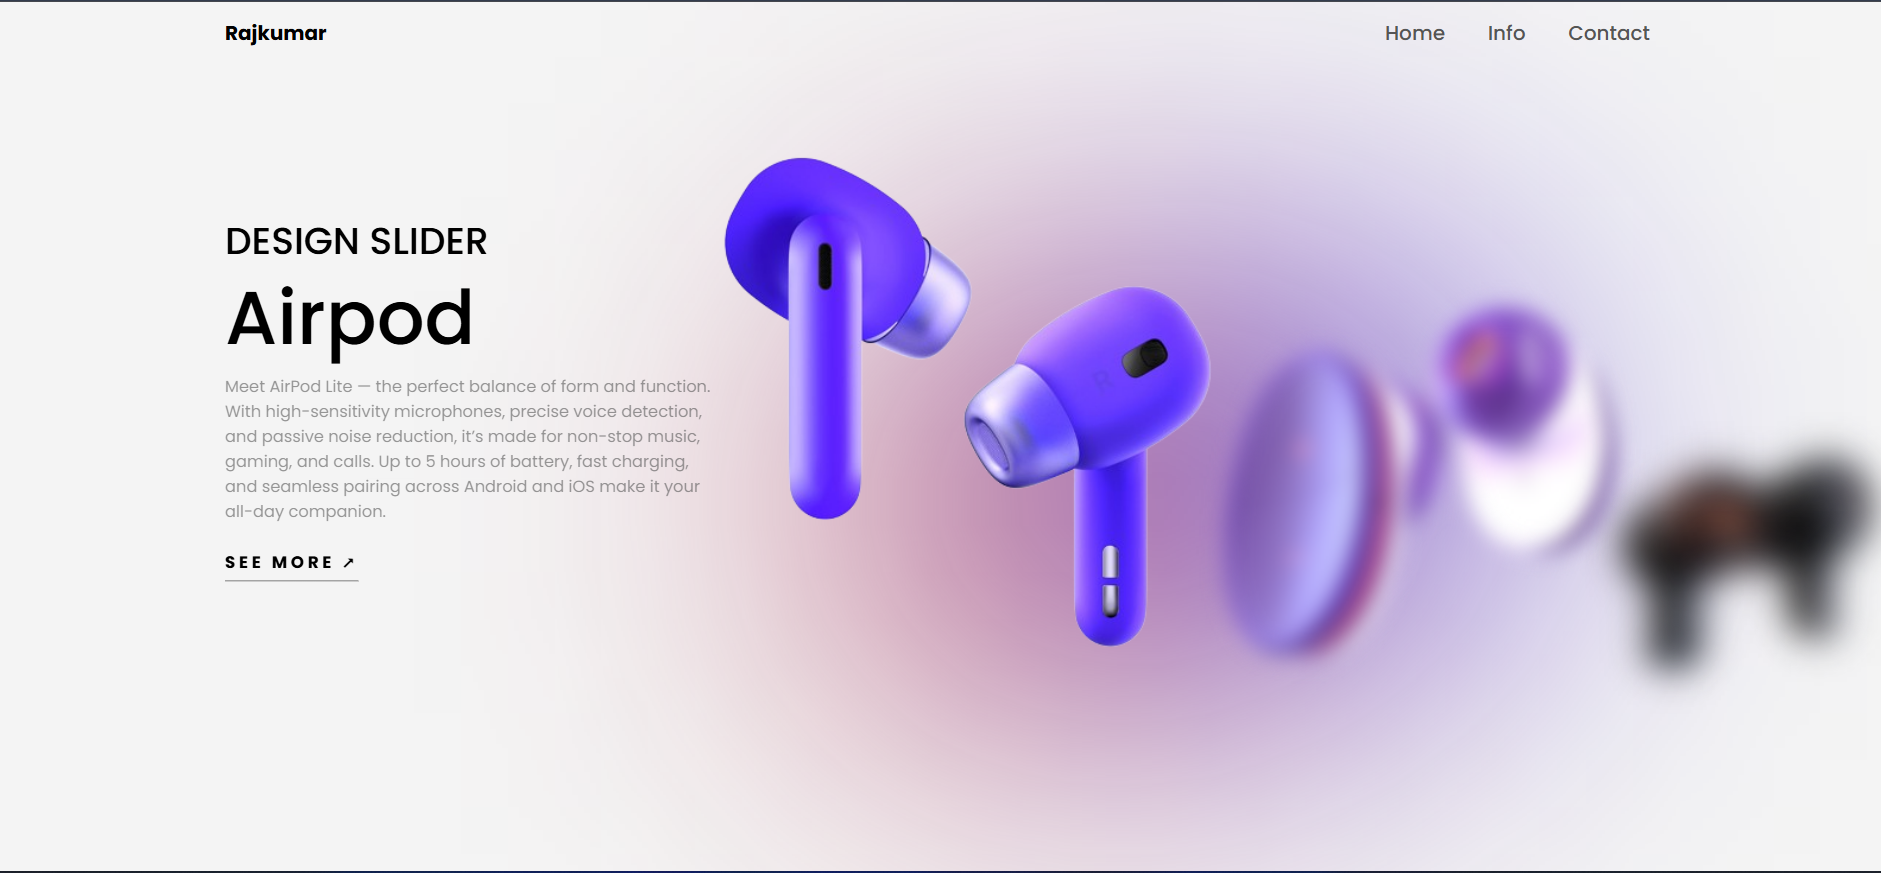 Rajkumar
Home Info Contact
DESIGN SLIDER
Airpod
Meet AirPod Lite — the perfect balance of form and function.
With high-sensitivity microphones, precise voice detection,
and passive noise reduction, it’s made for non-stop music,
gaming, and calls. Up to 5 hours of battery, fast charging,
and seamless pairing across Android and iOS make it your
all-day companion.
SEE MORE ↗
R